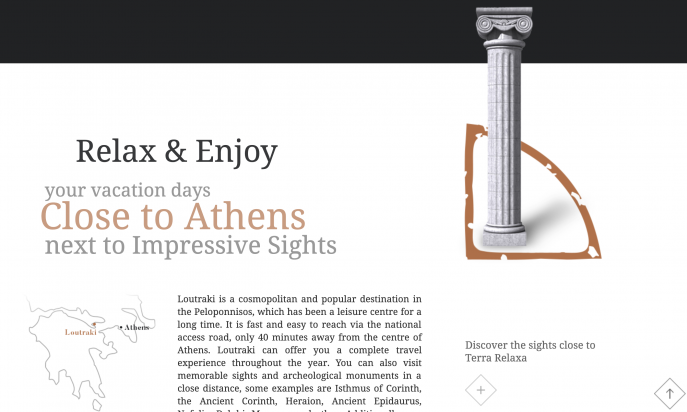 Relax & Enjoy
your vacation days
Close to Athens
next to Impressive Sights
Loutraki
Athens
Loutraki is a cosmopolitan and popular destination in
the Peloponnisos, which has been a leisure centre for a
long time. It is fast and easy to reach via the national
access road, only 40 minutes away from the centre of
Athens. Loutraki can offer you a complete travel
experience throughout the year. You can also visit
memorable sights and archeological monuments in a
close distance, some examples are Isthmus of Corinth,
the Ancient Corinth, Heraion, Ancient Epidaurus,
Discover the sights close to
Terra Relaxa